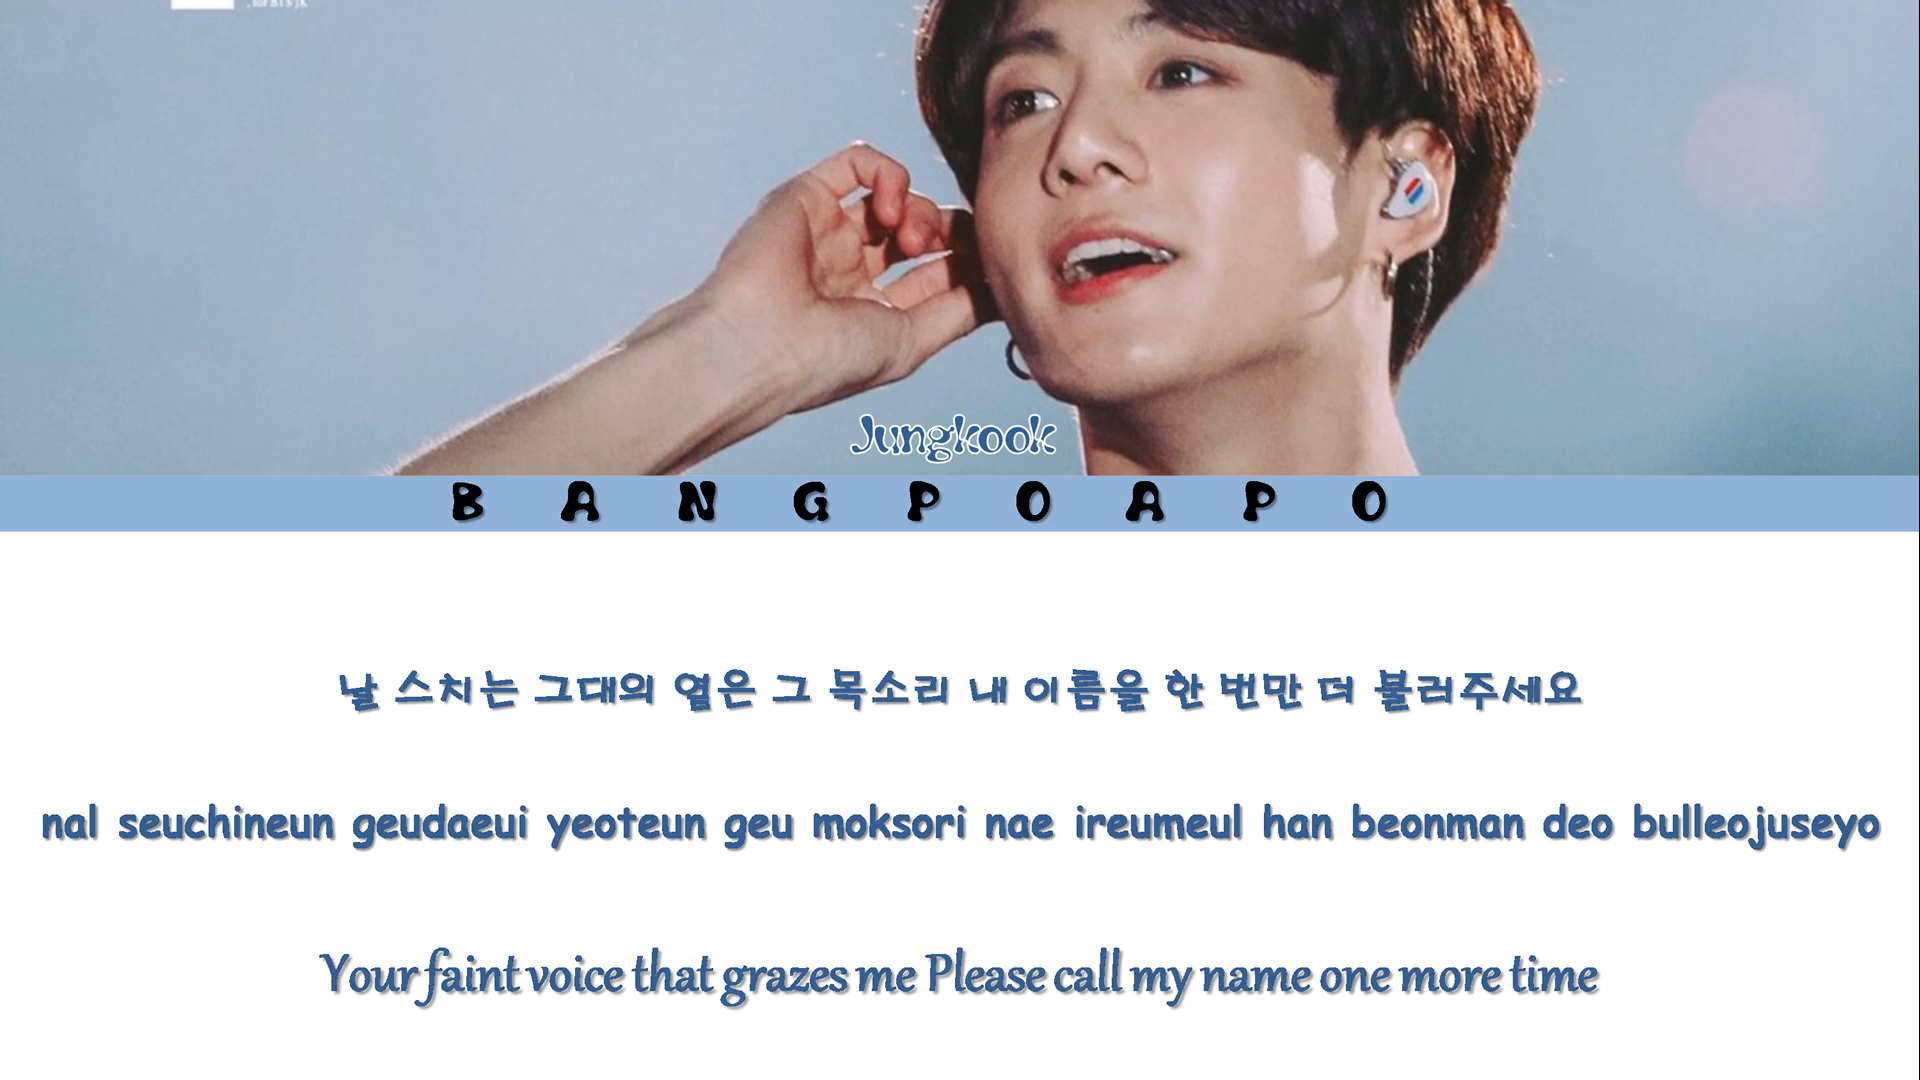 Jungkook
BANGPOAPO
날 스치는 그대의 옅은 그 목소리 내 이름을 한 번만 더 불러주세요
nal seuchineun geudaeui yeoteun geu moksori nae ireumeul han beonman deo bulleojuseyo
Your faint voice that grazes me Please call my name one more time